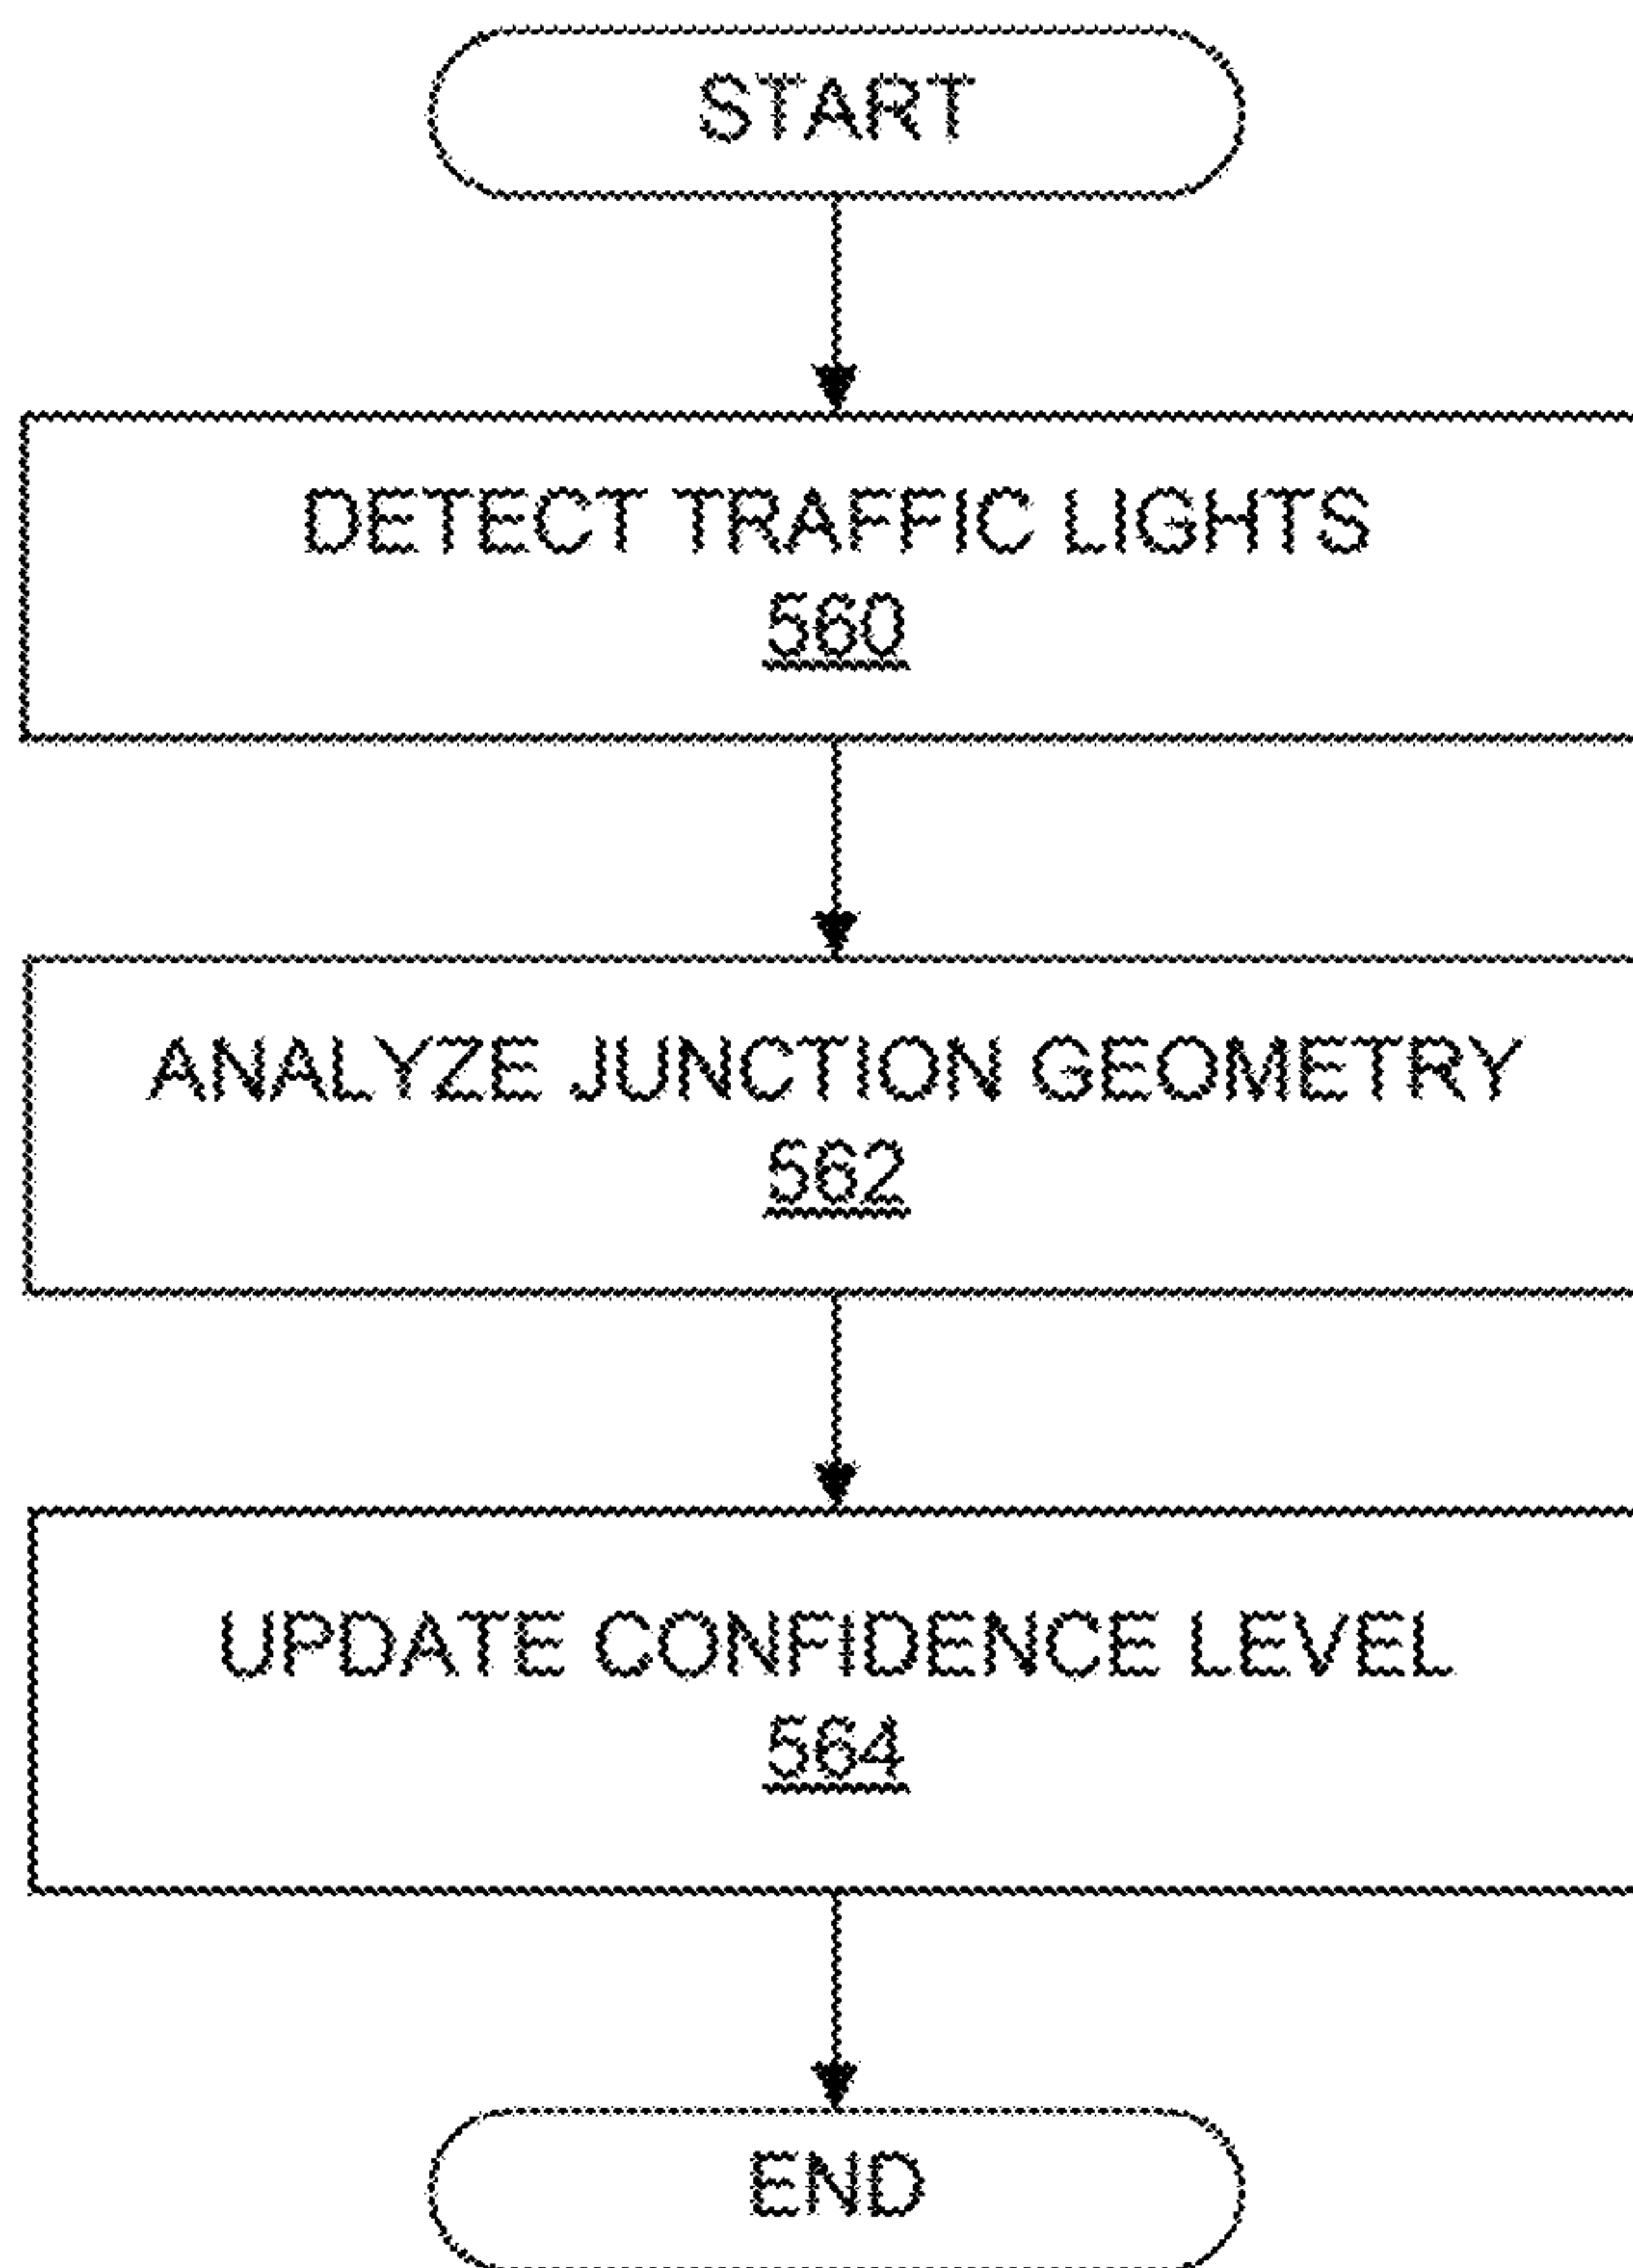 START
DETECT TRAFFIC LIGHTS
560
ANALYZE JUNCTION GEOMETRY
562
UPDATE CONFIDENCE LEVEL
564
END